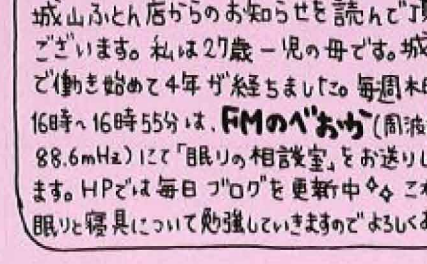 城山ふとん店からのお知らせを読んで頂
ございます。私は27歳一児の母です。城
で働き始めて4年が経ちました。毎週木
16時〜16時55分は、FMのべおか(周波
88.6mHz)にて「眠りの相談室」をお送りし
ます。HPでは毎日ブログを更新中✧✧ こ
眠りと寝具について勉強していきますのでよろしくお